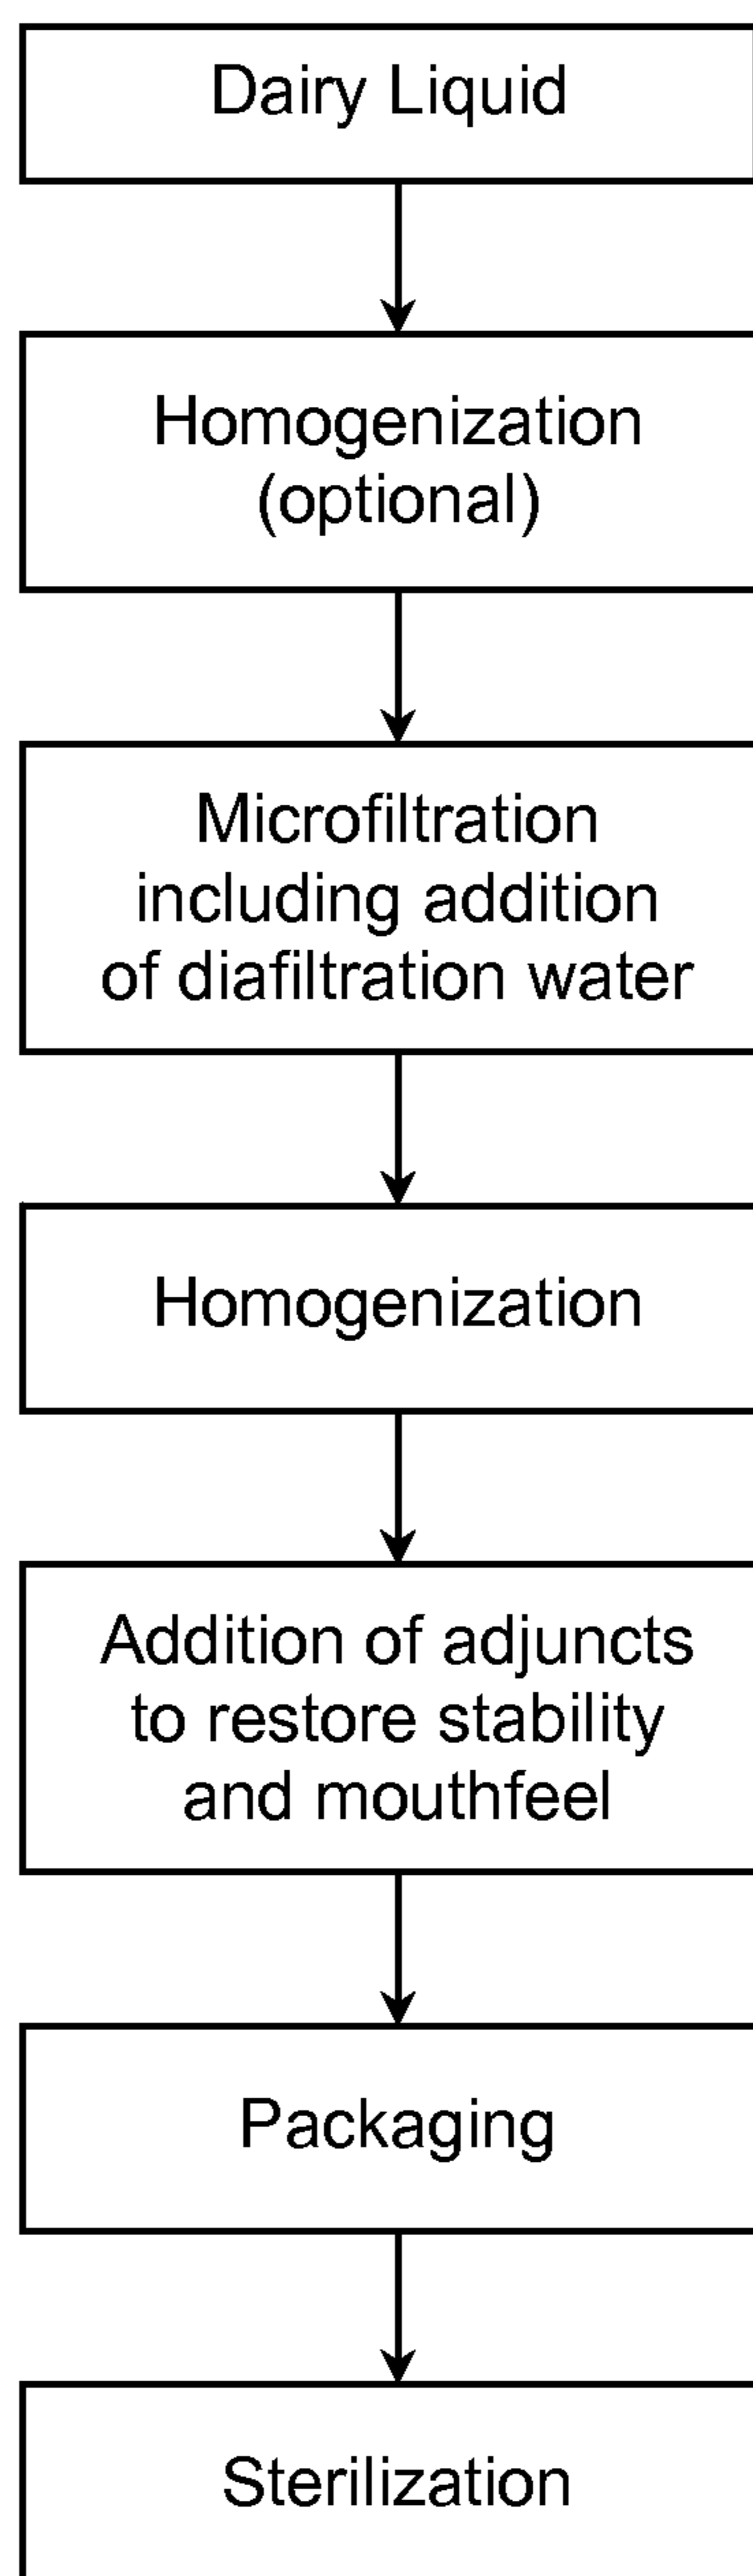 Dairy Liquid
Homogenization
(optional)
Microfiltration
including addition
of diafiltration water
Homogenization
Addition of adjuncts
to restore stability
and mouthfeel
Packaging
Sterilization